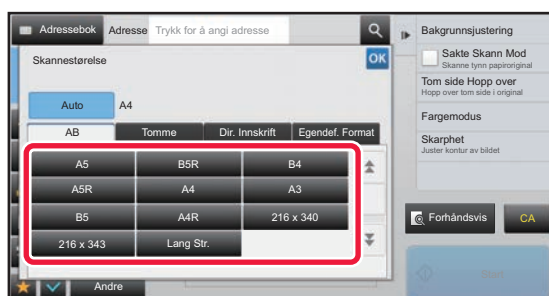 Adressebok Adresse Trykk for å angi adresse
Skannestørelse OK
Auto A4
AB Tomme Dir. Innskrift Egendef. Format
A5 B5R B4
A5R A4 A3
B5 A4R 216 x 340
216 x 343 Lang Str.
Andre
Bakgrunnsjustering
Sakte Skann Mod
Skanne tynn papiroriginal
Tom side Hopp over
Hopp over tom side i original
Fargemodus
Skarphet
Juster kontur av bildet
Forhåndsvis CA
Start